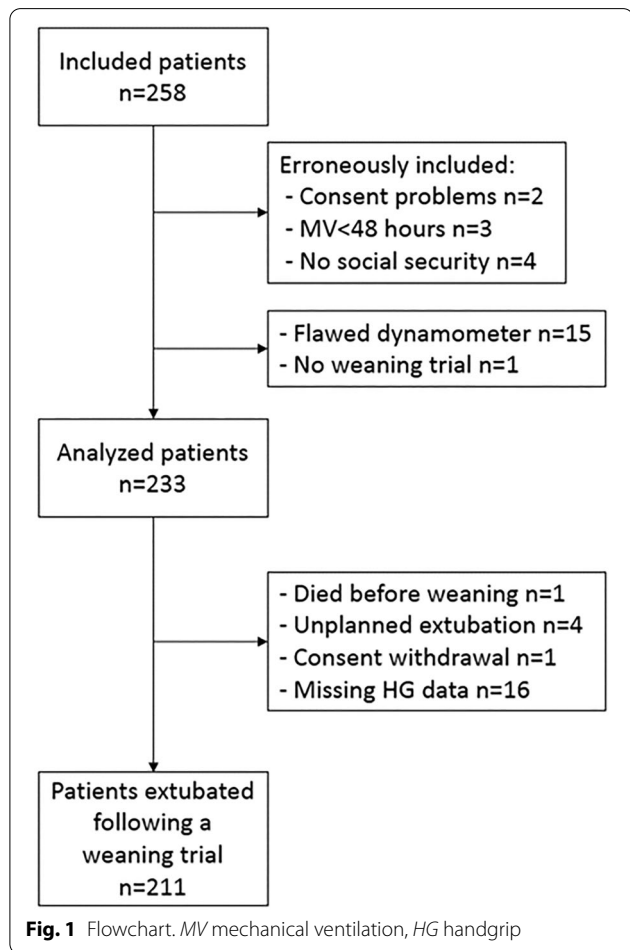 Included patients
n=258
Erroneously included:
- Consent problems n=2
- MV<48 hours n=3
- No social security n=4
- Flawed dynamometer n=15
- No weaning trial n=1
Analyzed patients
n=233
- Died before weaning n=1
- Unplanned extubation n=4
- Consent withdrawal n=1
- Missing HG data n=16
Patients extubated
following a
weaning trial
n=211
Fig. 1 Flowchart. MV mechanical ventilation, HG handgrip